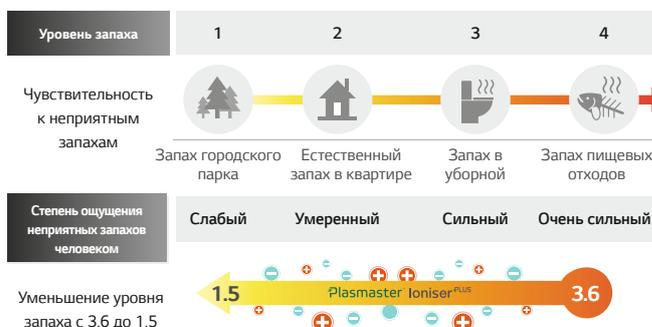 Уровень запаха 1 2 3 4
Чувствительность
к неприятным
запахам
Запах городского
парка
Естественный
запах в квартире
Запах в
уборной
Запах пищевых
отходов
Степень ощущения
неприятных запахов
человеком
Слабый Умеренный Сильный Очень сильный
Уменьшение уровня
запаха с 3.6 до 1.5
1.5 Plasmaster Ioniser PLUS 3.6